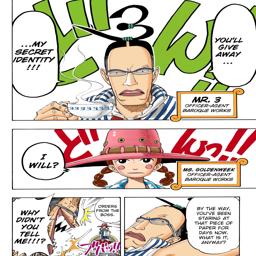 YOU'LL
GIVE
AWAY
...
...MY
SECRET
IDENTITY
!!!
MR. 3
OFFICER-AGENT
BAROQUE WORKS
I
WILL?
MS. GOLDENWEEK
OFFICER-AGENT
BAROQUE WORKS
BY THE WAY,
YOU'VE BEEN
STARING AT
THAT PIECE OF
PAPER FOR
DAYS NOW.
WHAT IS IT,
ANYWAY?
ORDERS
FROM THE
BOSS.
WHY
DIDN'T
YOU
TELL
ME!!!?